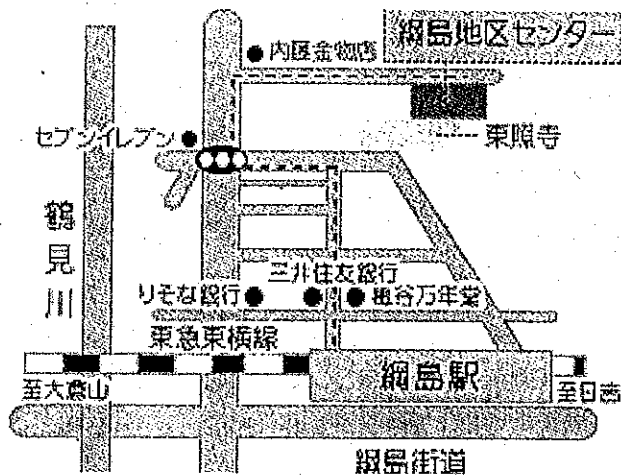 内匠金物店
綱島地区センター
セブンイレブン
東照寺
鶴見川
三井住友銀行
りそな銀行
亀谷万年堂
東急東横線
綱島駅
至大倉山
至日吉
綱島街道